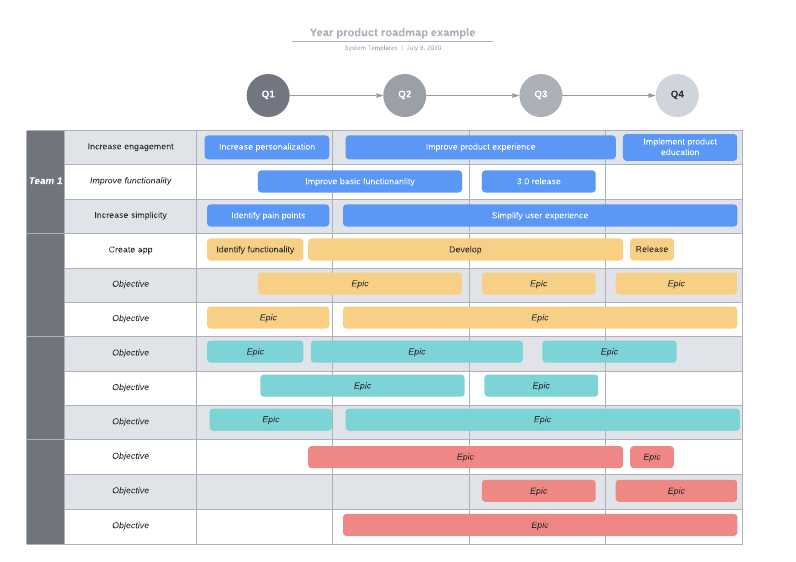 Year product roadmap example
System Templates | July 9, 2020
Q1
Q2
Q3
Q4
Team 1
Increase engagement
Increase personalization
Improve product experience
Implement product
education
Improve functionality
Improve basic functionanlity
3.0 release
Increase simplicity
Identify pain points
Simplify user experience
Create app
Identify functionality
Develop
Release
Objective
Epic
Epic
Epic
Objective
Epic
Epic
Objective
Epic
Epic
Epic
Objective
Epic
Epic
Objective
Epic
Epic
Objective
Epic
Epic
Objective
Epic
Epic
Objective
Epic